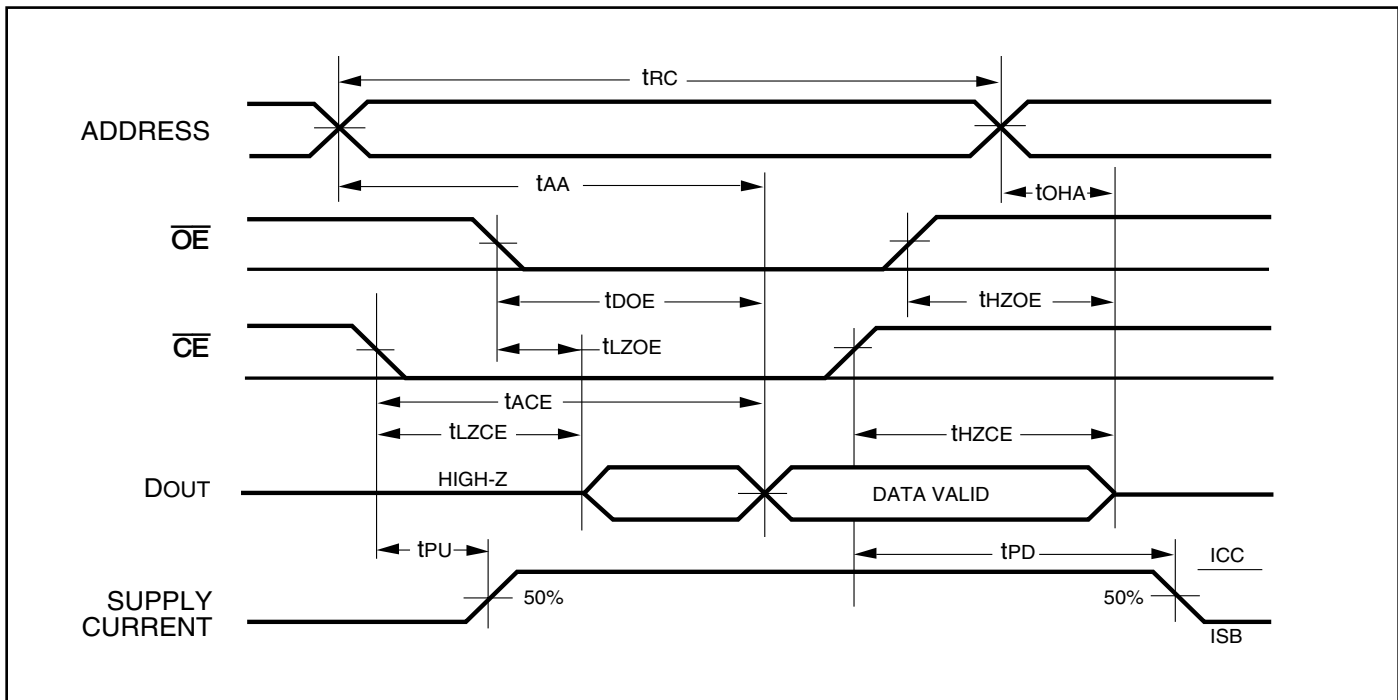 tRC
ADDRESS
tAA
tOHA
OE
tDOE
tHZOE
CE
tLZOE
tACE
tLZCE
tHZCE
DOUT
HIGH-Z
DATA VALID
tPU
tPD
ICC
SUPPLY
CURRENT
50%
50%
ISB